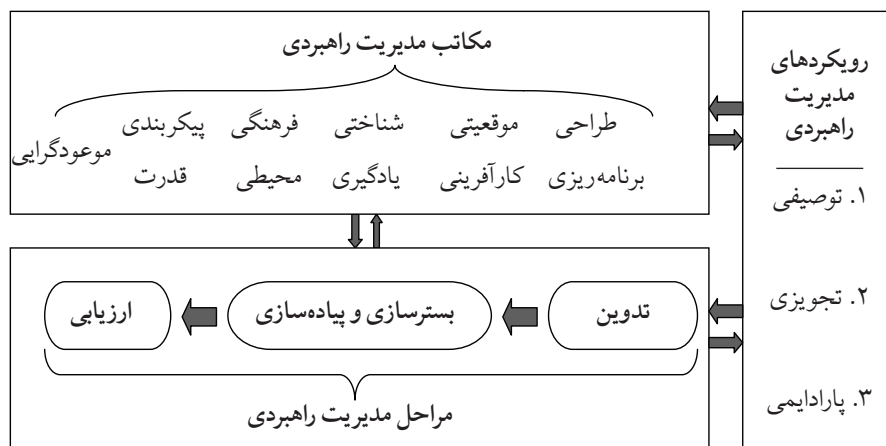 مکاتب مدیریت راهبردی
طراحی موقعیتی شناختی فرهنگی پیکربندی
موعودگرایی
برنامه‌ریزی کارآفرینی یادگیری محیطی قدرت
رویکردهای
مدیریت
راهبردی
۱. توصیفی
۲. تجویزی
۳. پارادایمی
تدوین بسترسازی و پیاده‌سازی ارزیابی
مراحل مدیریت راهبردی